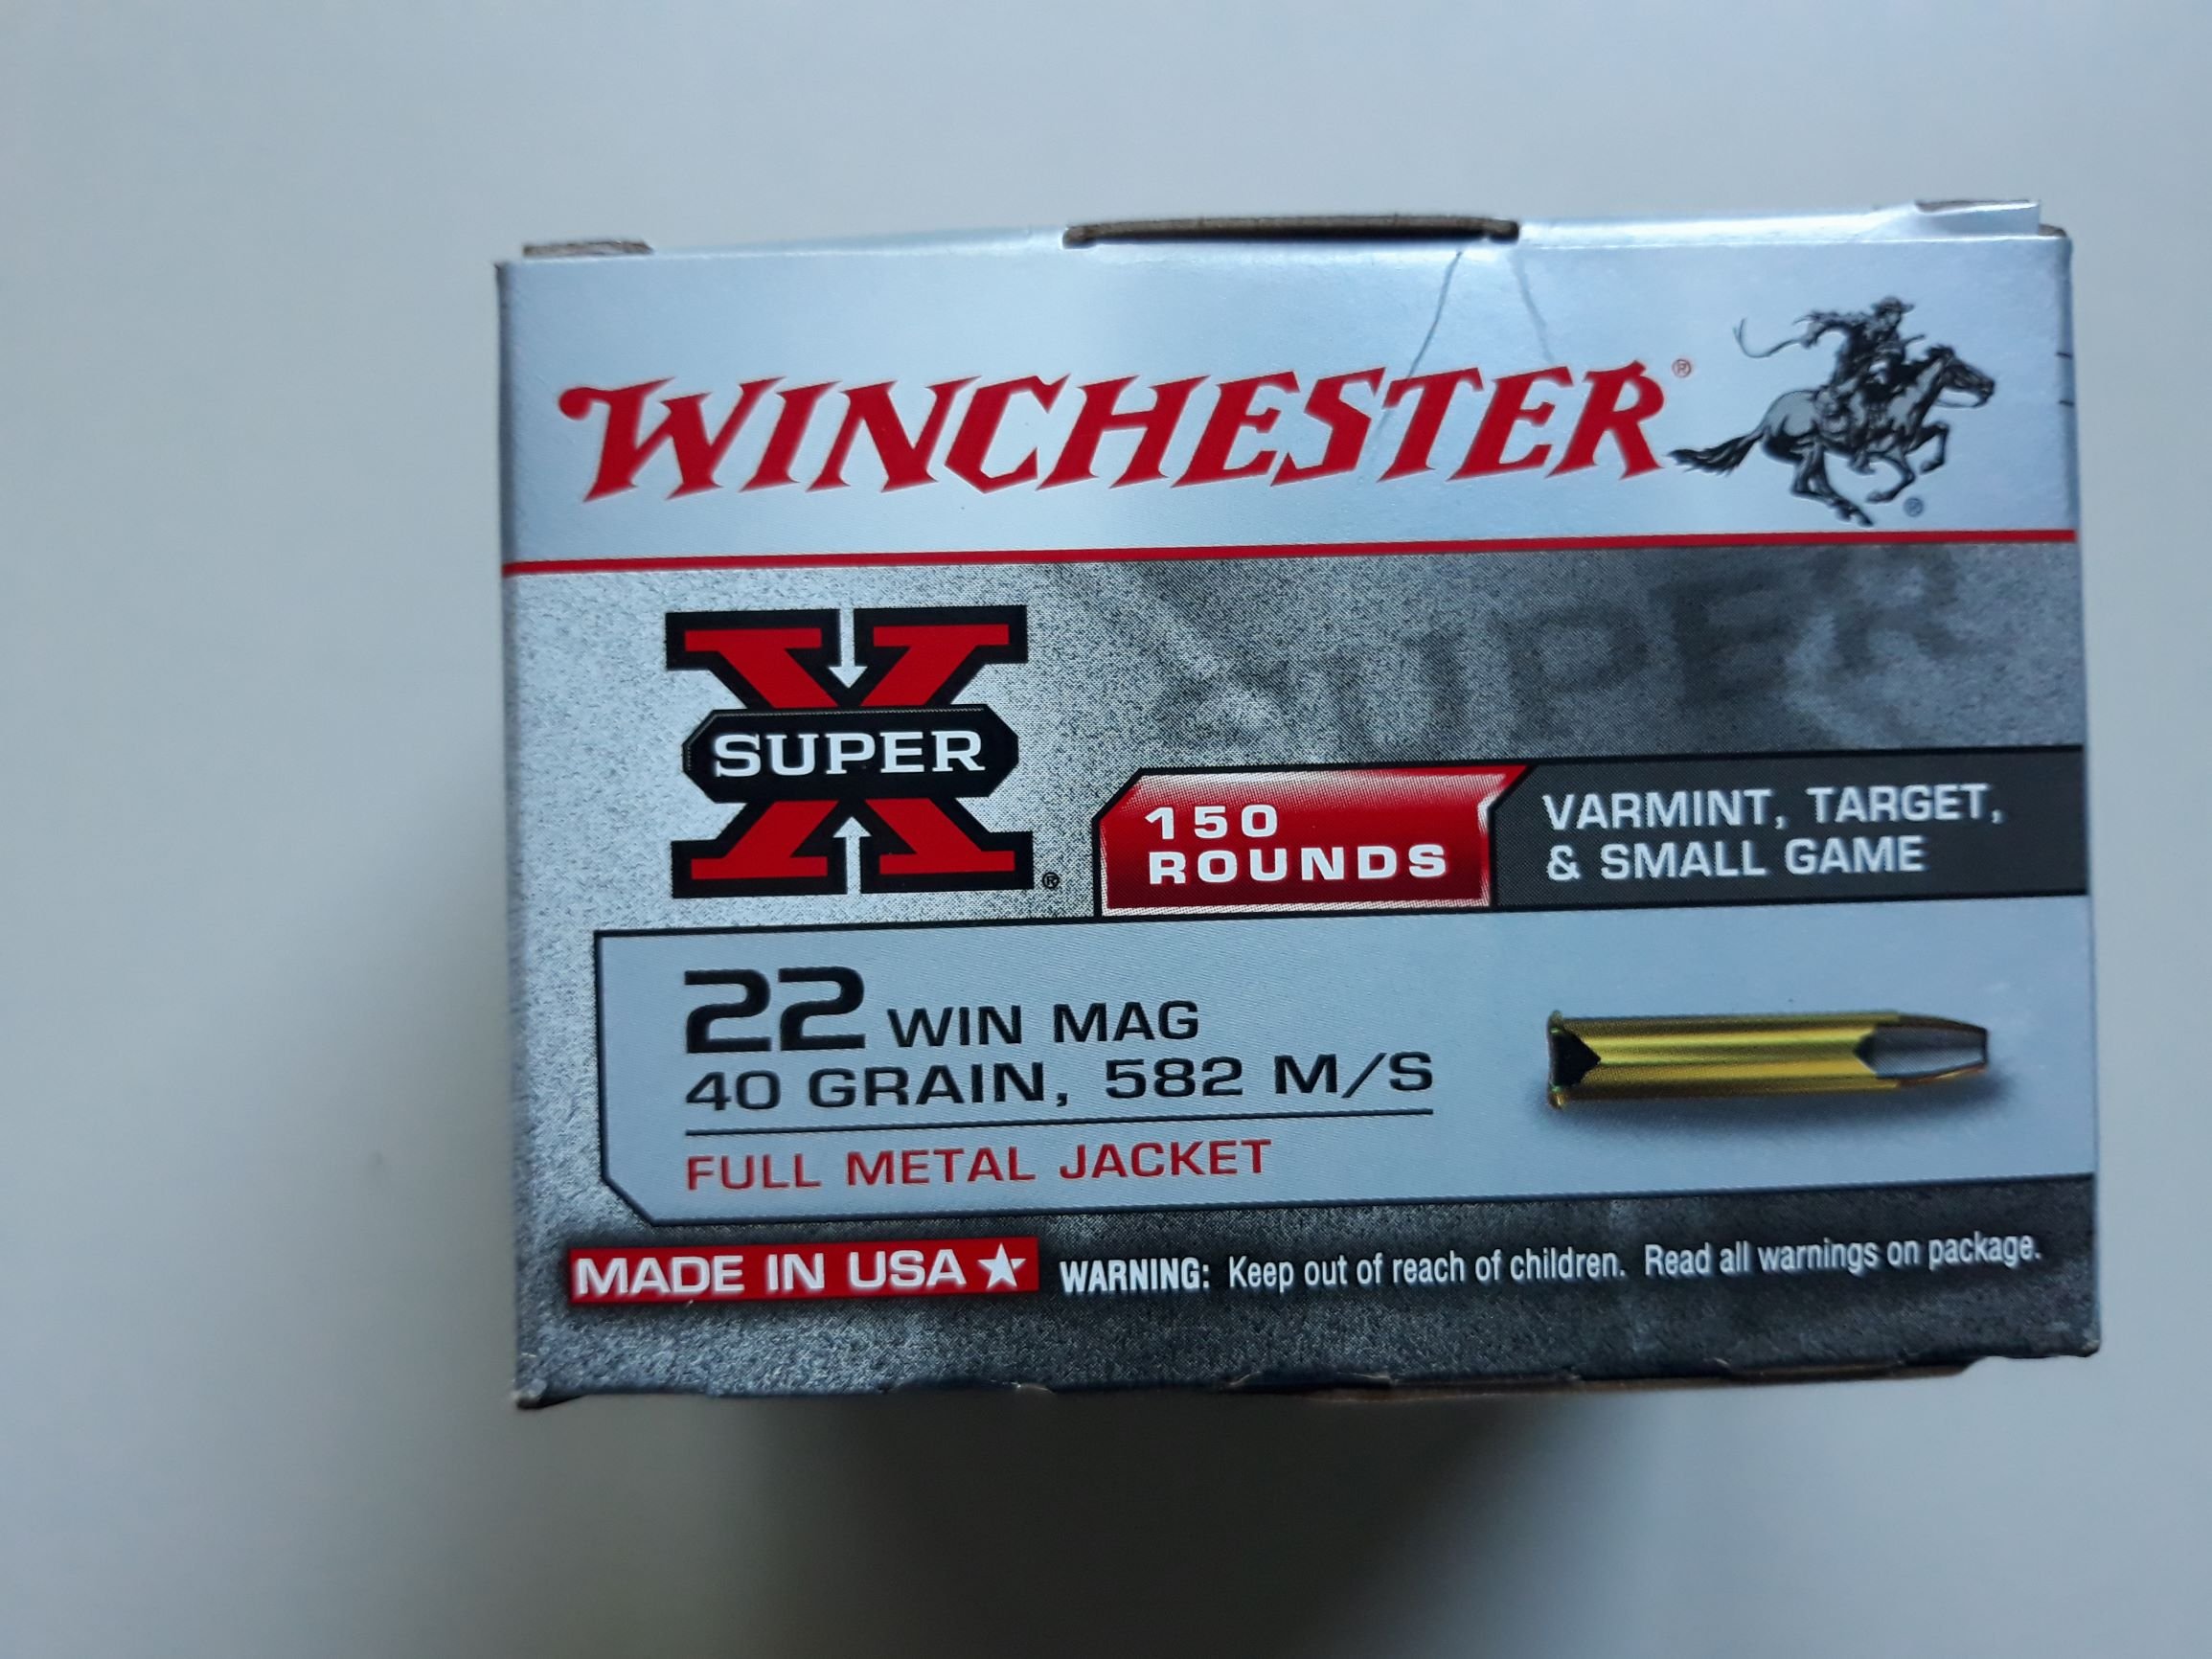 WINCHESTER®
®
SUPER
X
SUPER
®
150
ROUNDS
VARMINT, TARGET,
& SMALL GAME
22 WIN MAG
40 GRAIN, 582 M/S
FULL METAL JACKET
MADE IN USA
WARNING: Keep out of reach of children. Read all warnings on package.